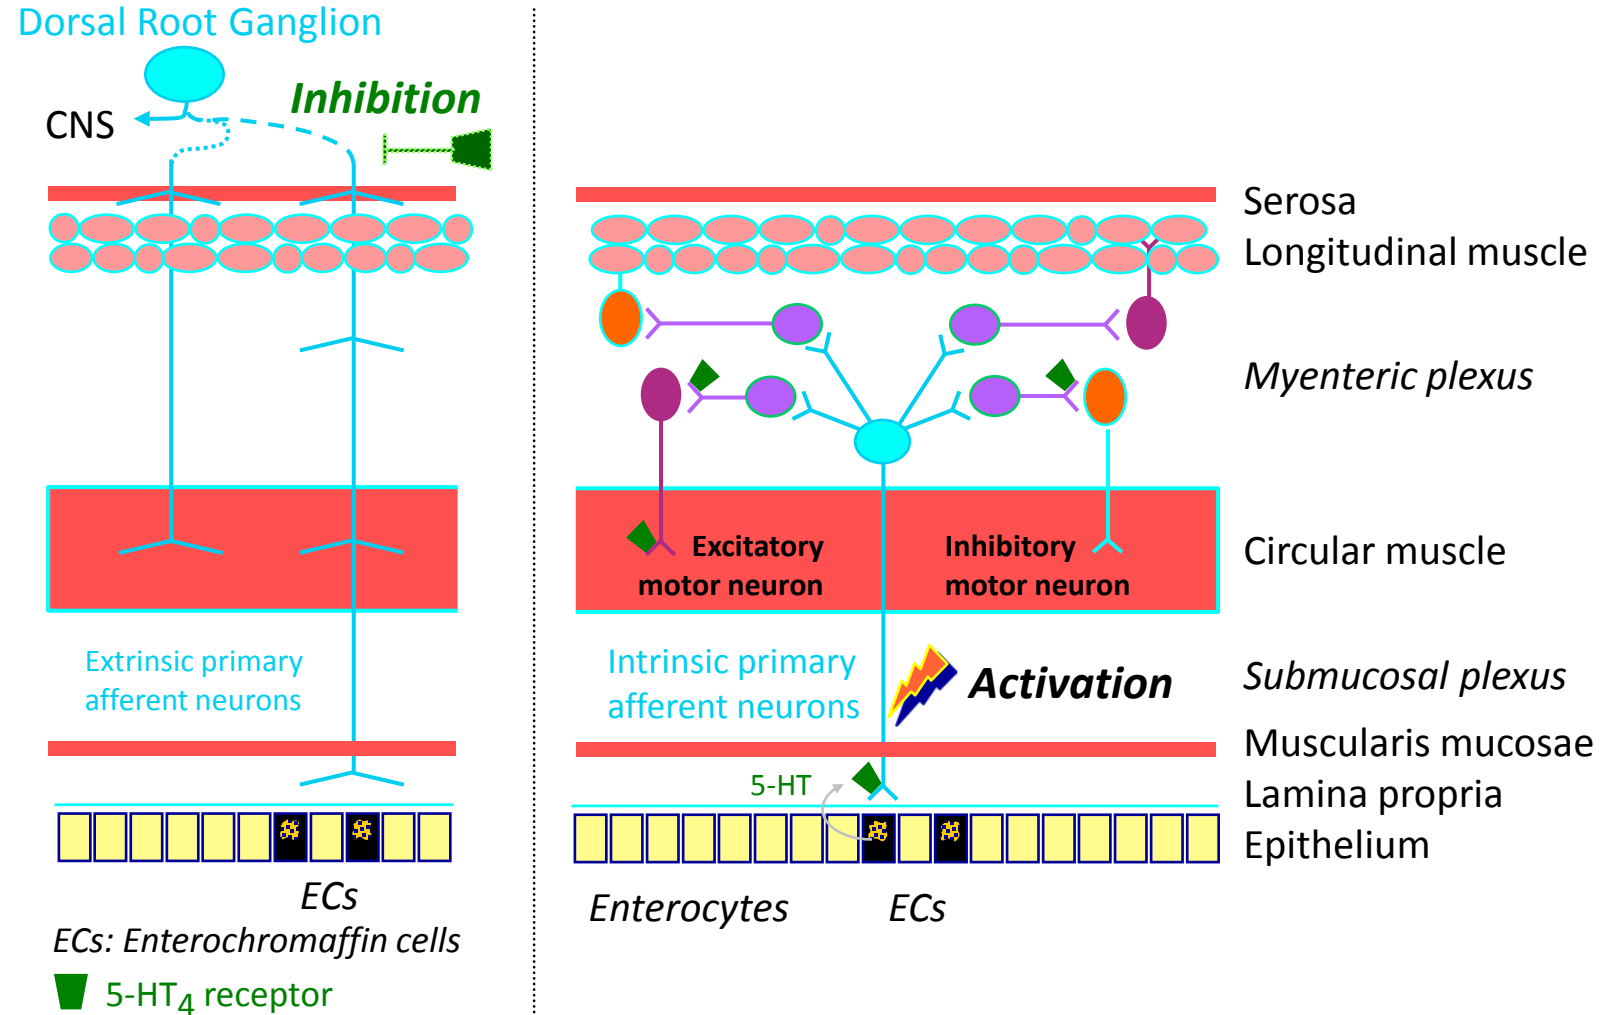 Dorsal Root Ganglion
Inhibition
CNS
Extrinsic primary
afferent neurons
ECs
ECs: Enterochromaffin cells
5-HT4 receptor
Excitatory
motor neuron
Inhibitory
motor neuron
Intrinsic primary
afferent neurons
Activation
5-HT
Enterocytes
ECs
Serosa
Longitudinal muscle
Myenteric plexus
Circular muscle
Submucosal plexus
Muscularis mucosae
Lamina propria
Epithelium